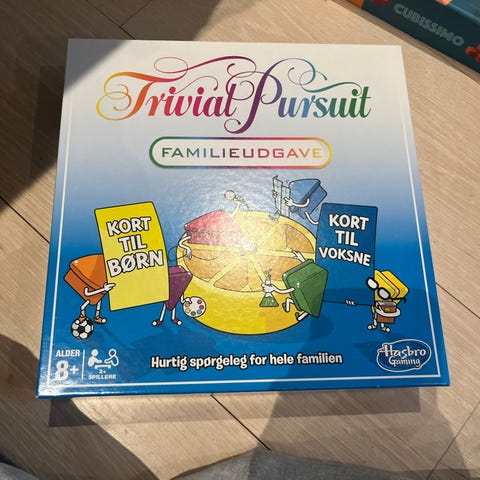 CUBISSIMO
Trivial Pursuit
FAMILIEUDGAVE
KORT
TIL
BØRN
KORT
TIL
VOKSNE
Hurtig spørgeleg for hele familien
ALDER
8+
2+
SPILLERE
Hasbro
Gaming